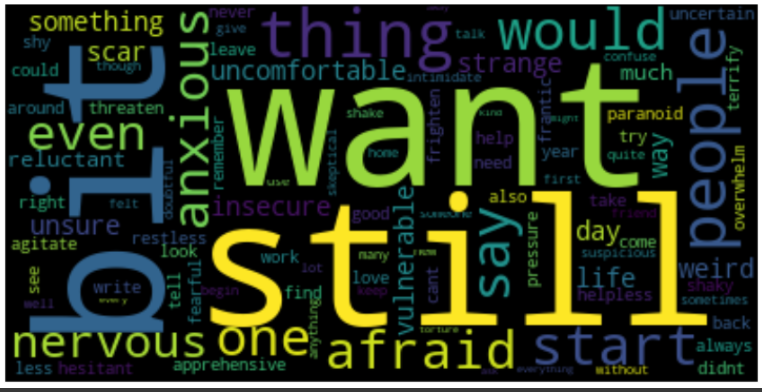 something
never
give
thing
talk
would
uncertain
shy
scar
anxious
leave
strange
confuse
people
could
though
uncomfortable
intimidate
much
terrify
bit
around
threaten
want
shake
frighten
kind
frantic
might
paranoid
even
remember
skeptical
home
help
try
way
reluctant
doubtful
need
year
quite
overwhelm
right
felt
use
first
insecure
vulnerable
also
take
friend
unsure
good
someone
say
pressure
day
come
agitate
restless
still
suspicious
look
work
many
cant
life
weird
see
write
tell
fearful
lot
love
helpless
shaky
well
every
begin
find
keep
sometimes
anything
torture
back
nervous
one
afraid
start
always
less
hesitant
apprehensive
ask
everything
without
didnt